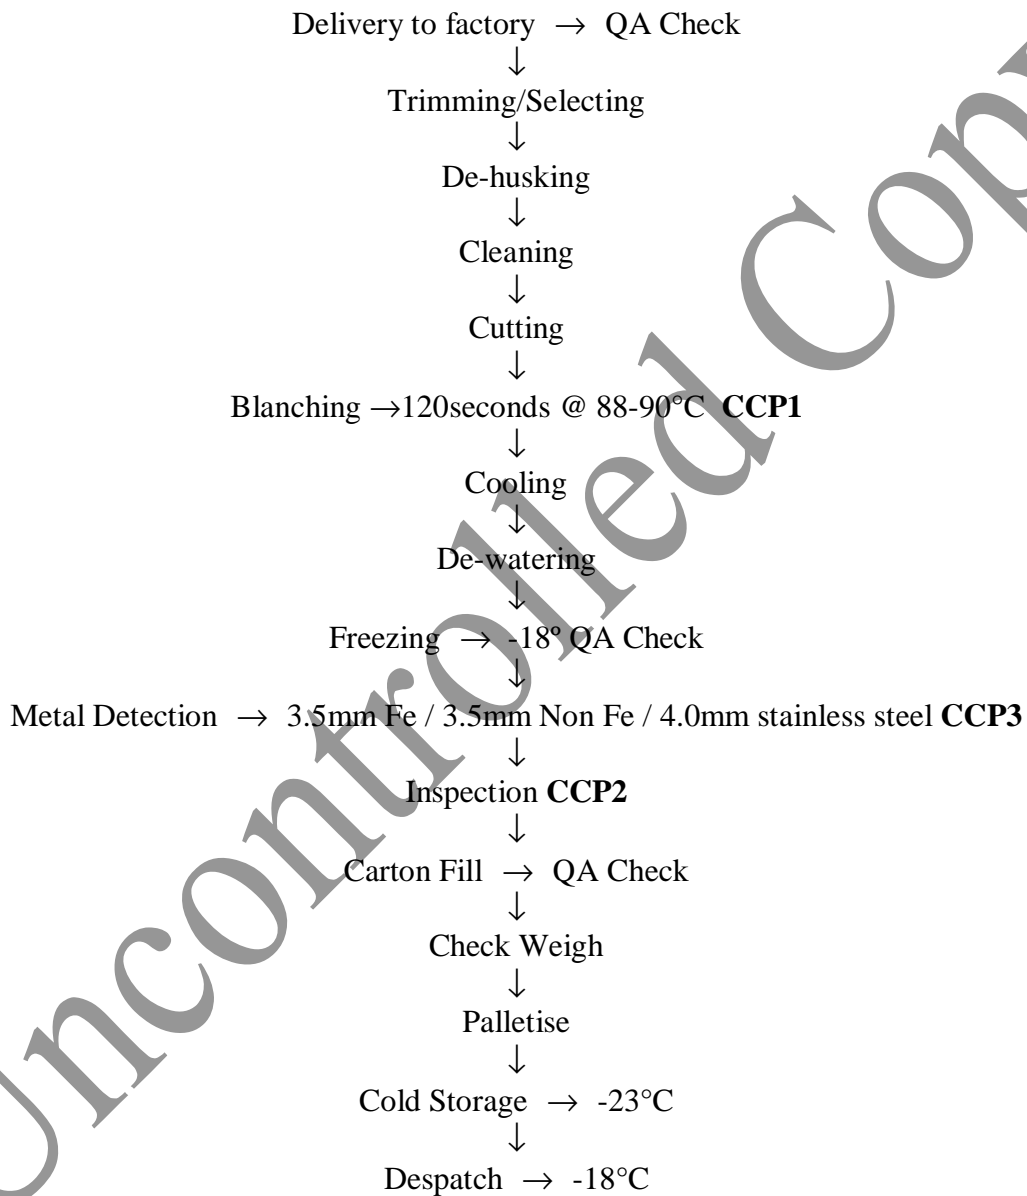 Delivery to factory → QA Check
↓
Trimming/Selecting
↓
De-husking
↓
Cleaning
↓
Cutting
↓
Blanching →120seconds @ 88-90°C CCP1
↓
Cooling
↓
De-watering
↓
Freezing → -18º QA Check
↓
Metal Detection → 3.5mm Fe / 3.5mm Non Fe / 4.0mm stainless steel CCP3
↓
Inspection CCP2
↓
Carton Fill → QA Check
↓
Check Weigh
↓
Palletise
↓
Cold Storage → -23°C
↓
Despatch → -18°C
Uncontrolled Cop